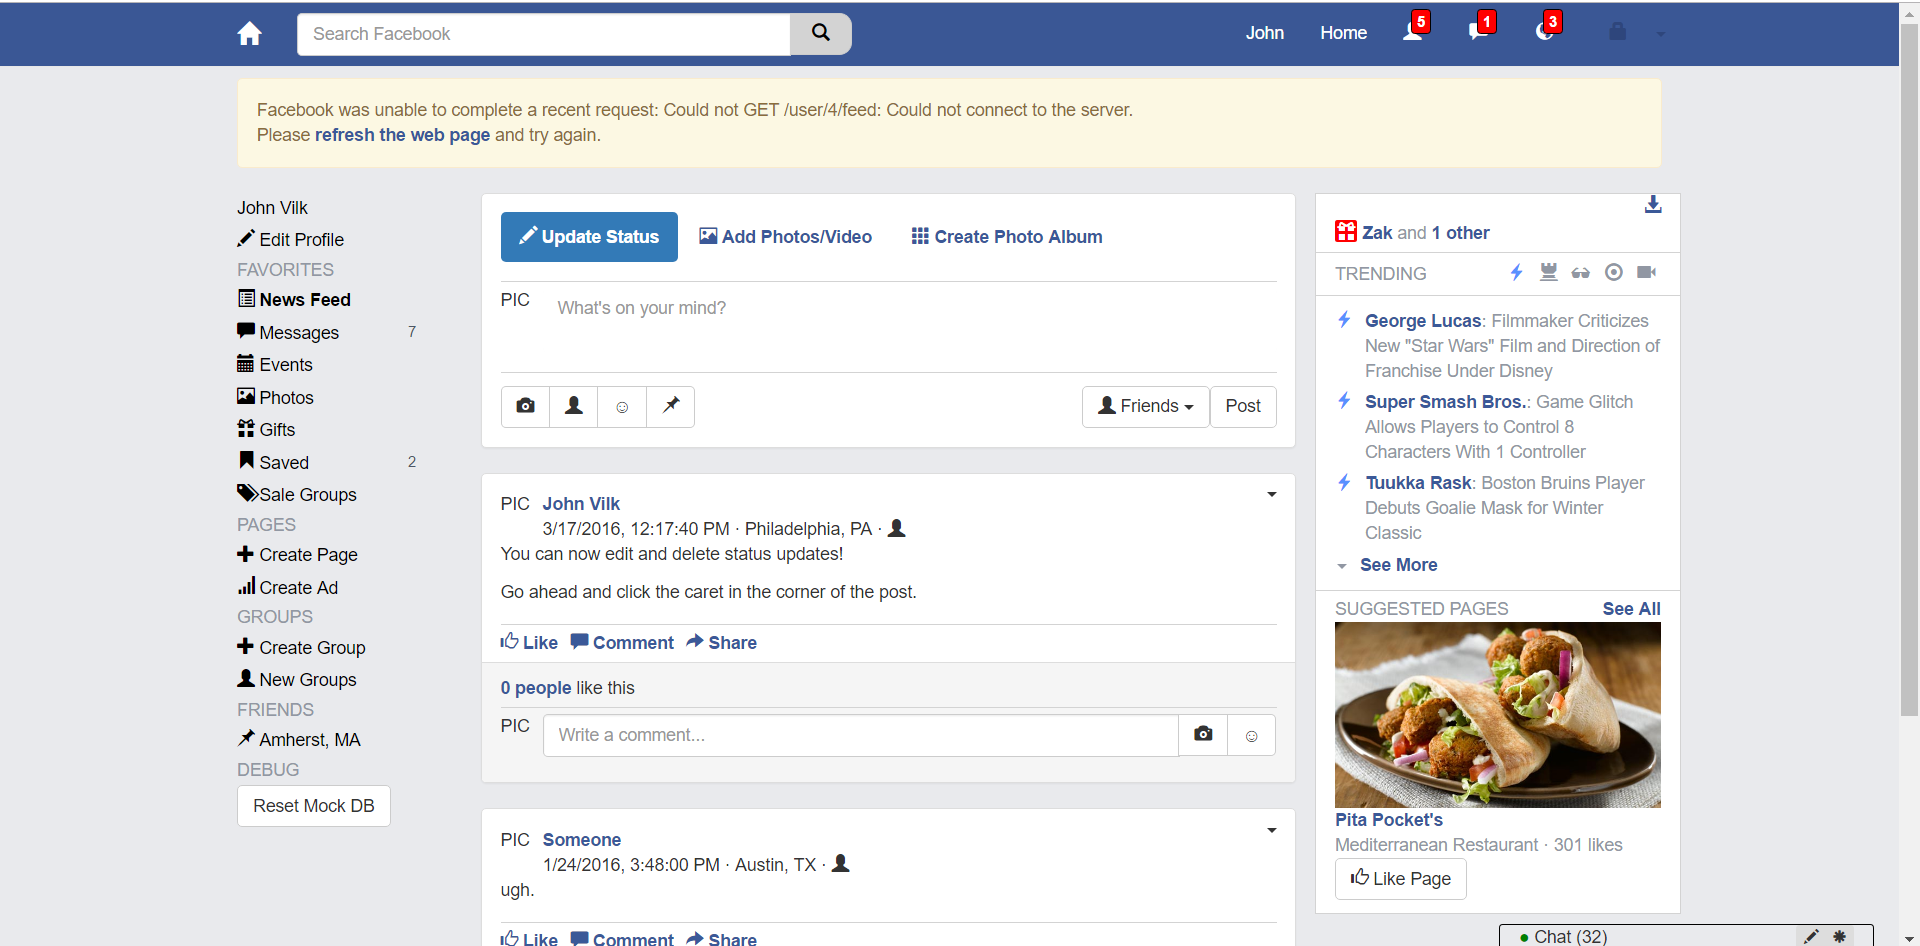 Search Facebook
John
Home
5
1
3
Facebook was unable to complete a recent request: Could not GET /user/4/feed: Could not connect to the server.
Please refresh the web page and try again.
John Vilk
Edit Profile
FAVORITES
News Feed
Messages 7
Events
Photos
Gifts
Saved 2
Sale Groups
PAGES
Create Page
Create Ad
GROUPS
Create Group
New Groups
FRIENDS
Amherst, MA
DEBUG
Reset Mock DB
Update Status
Add Photos/Video
Create Photo Album
PIC
What's on your mind?
Friends
Post
PIC John Vilk
3/17/2016, 12:17:40 PM · Philadelphia, PA ·
You can now edit and delete status updates!
Go ahead and click the caret in the corner of the post.
Like Comment Share
0 people like this
PIC
Write a comment...
PIC Someone
1/24/2016, 3:48:00 PM · Austin, TX ·
ugh.
Like Comment Share
Zak and 1 other
TRENDING
George Lucas: Filmmaker Criticizes
New "Star Wars" Film and Direction of
Franchise Under Disney
Super Smash Bros.: Game Glitch
Allows Players to Control 8
Characters With 1 Controller
Tuukka Rask: Boston Bruins Player
Debuts Goalie Mask for Winter
Classic
See More
SUGGESTED PAGES See All
Pita Pocket's
Mediterranean Restaurant · 301 likes
Like Page
Chat (32)